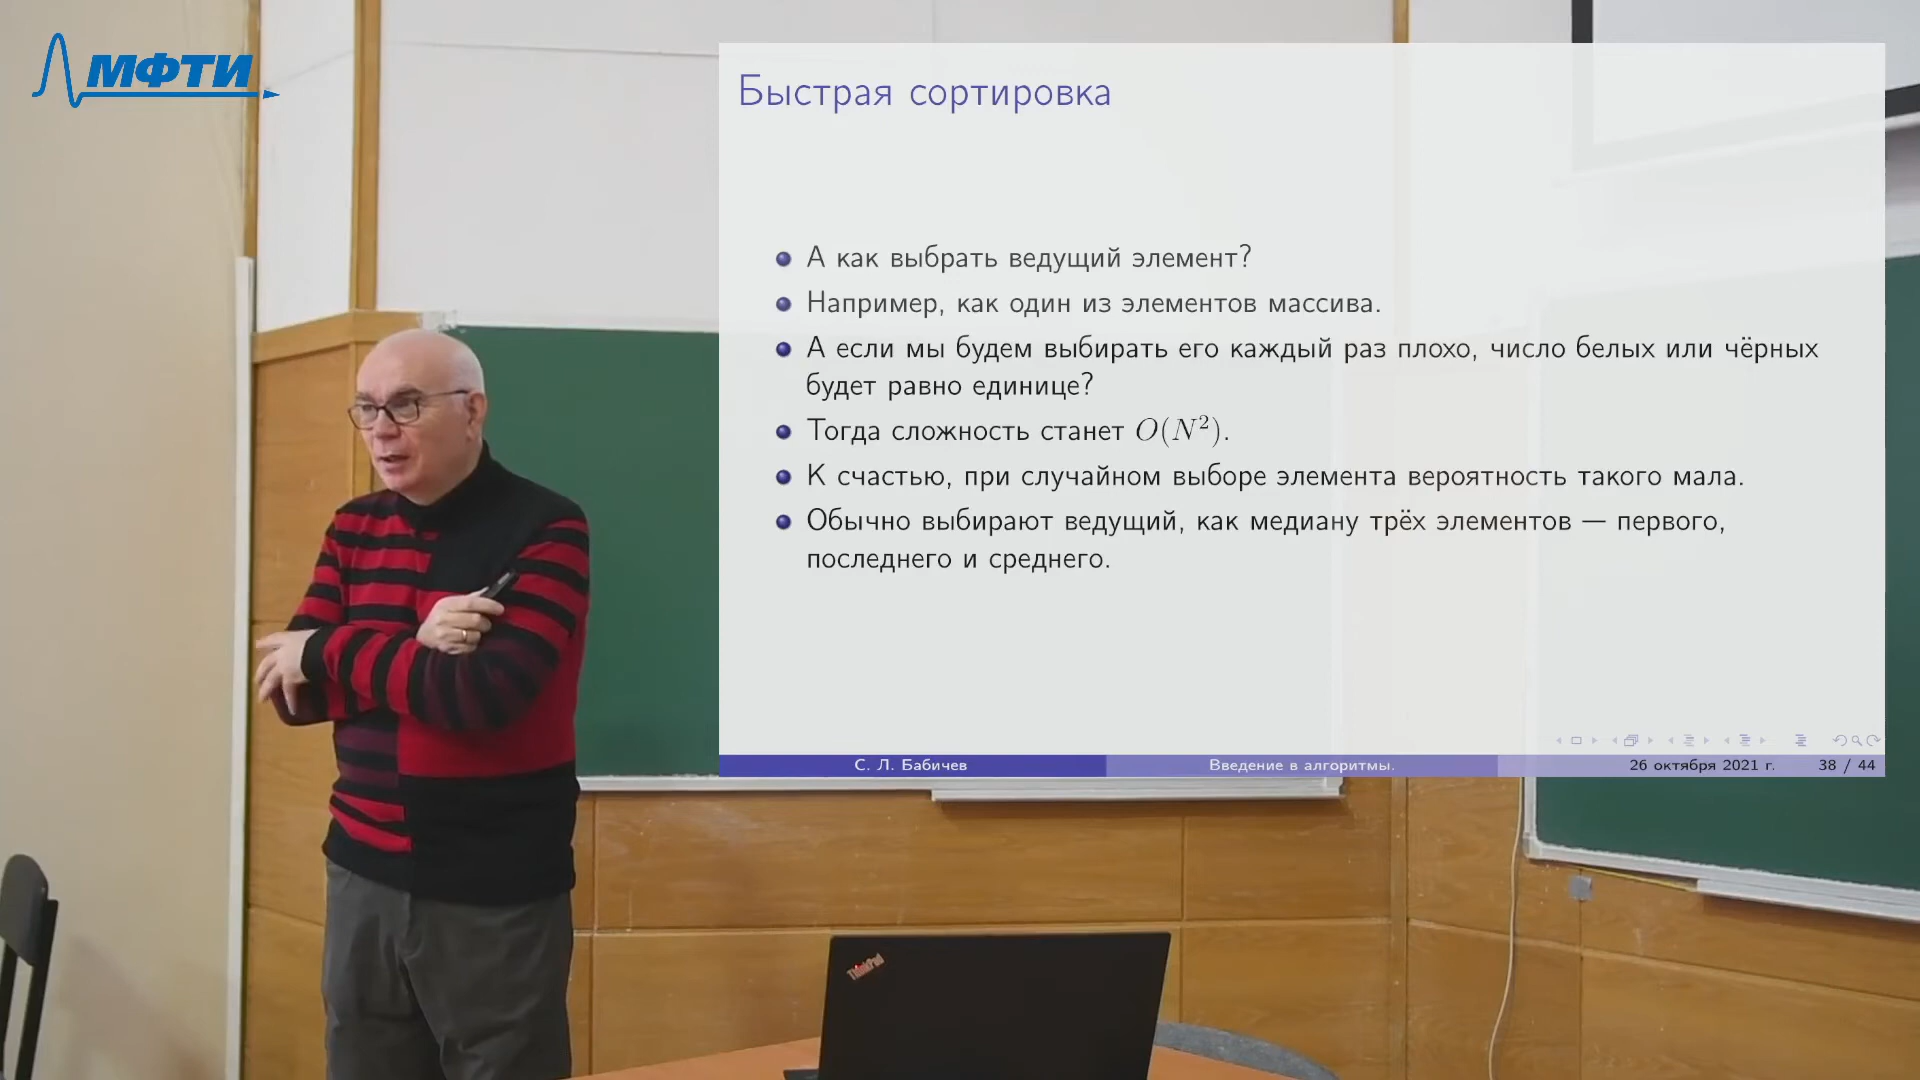 МФТИ
Быстрая сортировка
А как выбрать ведущий элемент?
Например, как один из элементов массива.
А если мы будем выбирать его каждый раз плохо, число белых или чёрных
будет равно единице?
Тогда сложность станет O(N²).
К счастью, при случайном выборе элемента вероятность такого мала.
Обычно выбирают ведущий, как медиану трёх элементов — первого,
последнего и среднего.
С. Л. Бабичев
Введение в алгоритмы.
26 октября 2021 г.
38 / 44
ThinkPad